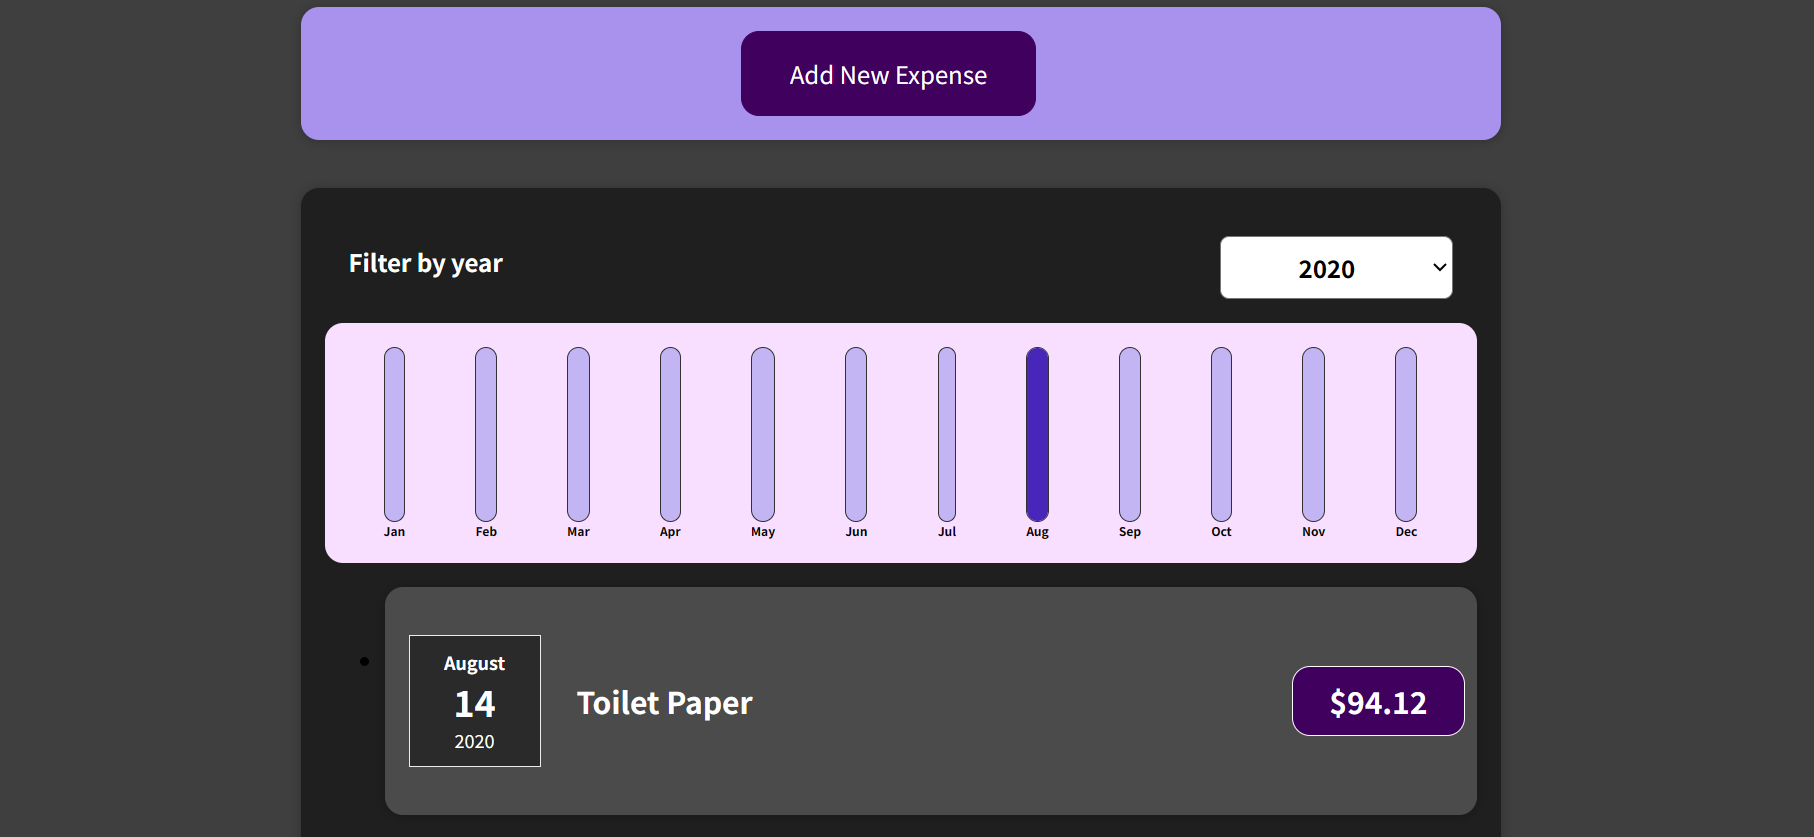 Add New Expense
Filter by year
2020
Jan Feb Mar Apr May Jun Jul Aug Sep Oct Nov Dec
August
14
2020
Toilet Paper
$94.12